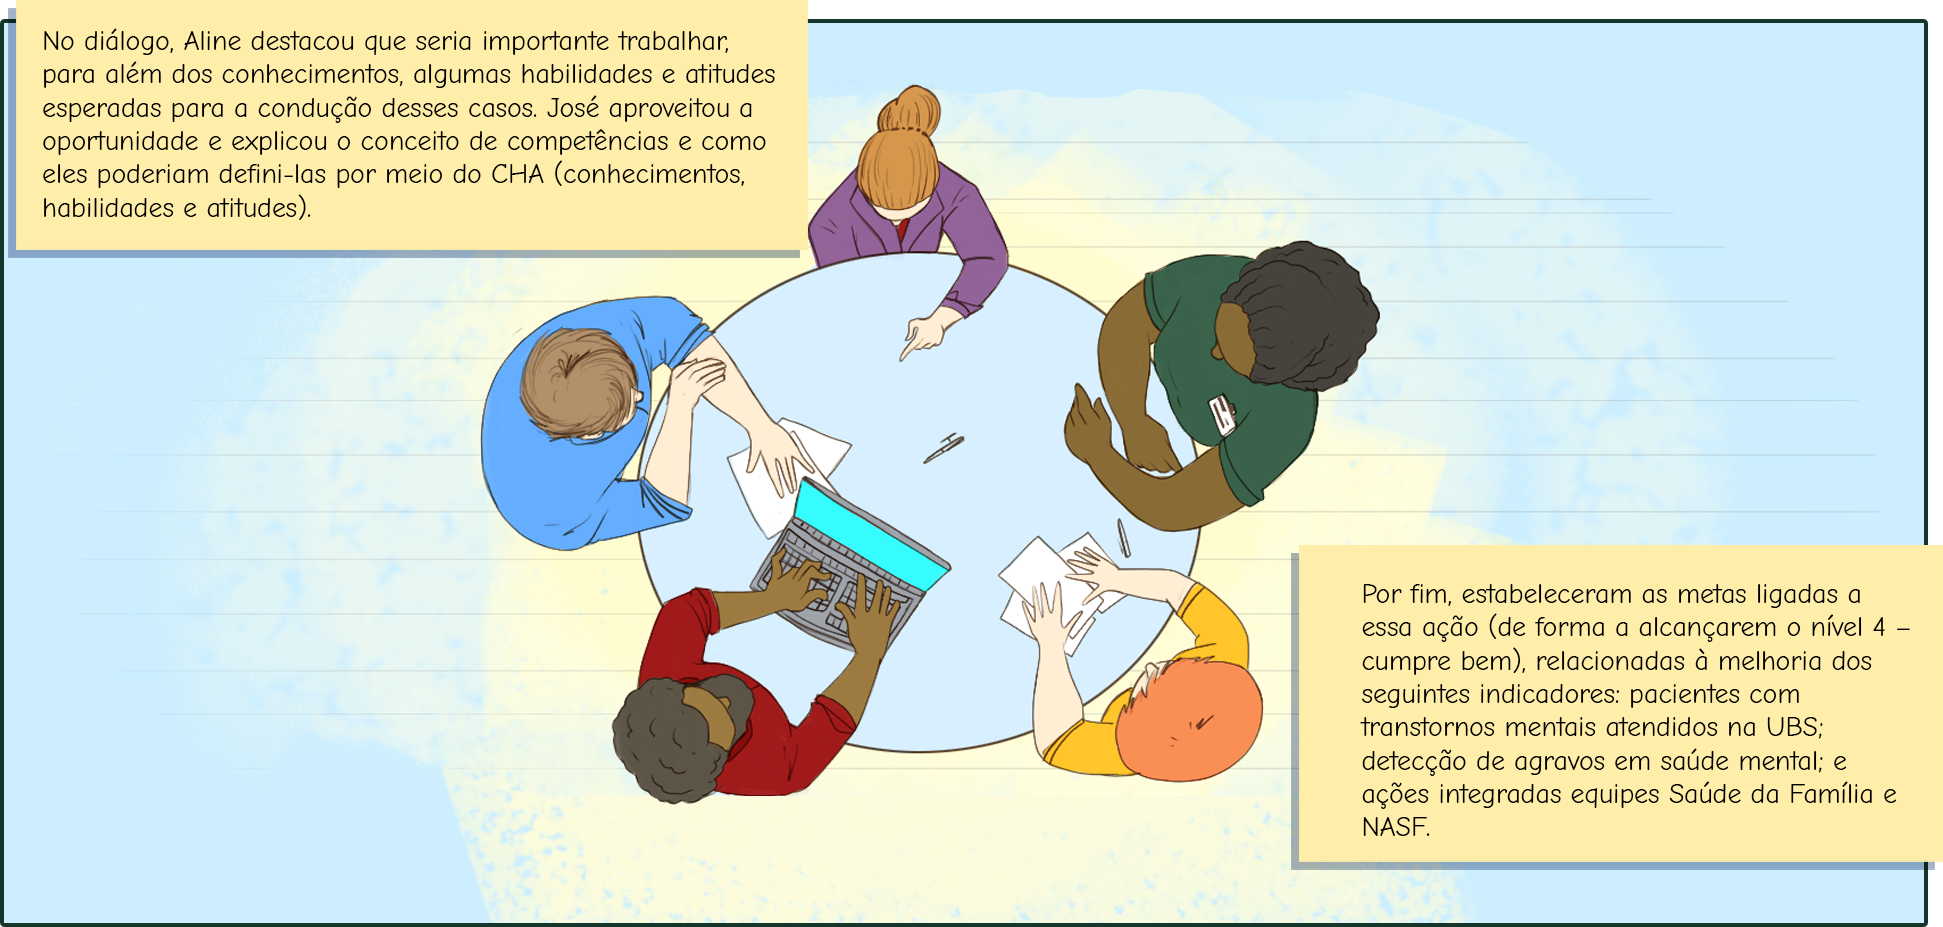 No diálogo, Aline destacou que seria importante trabalhar,
para além dos conhecimentos, algumas habilidades e atitudes
esperadas para a condução desses casos. José aproveitou a
oportunidade e explicou o conceito de competências e como
eles poderiam defini-las por meio do CHA (conhecimentos,
habilidades e atitudes).
Por fim, estabeleceram as metas ligadas a
essa ação (de forma a alcançarem o nível 4 –
cumpre bem), relacionadas à melhoria dos
seguintes indicadores: pacientes com
transtornos mentais atendidos na UBS;
detecção de agravos em saúde mental; e
ações integradas equipes Saúde da Família e
NASF.